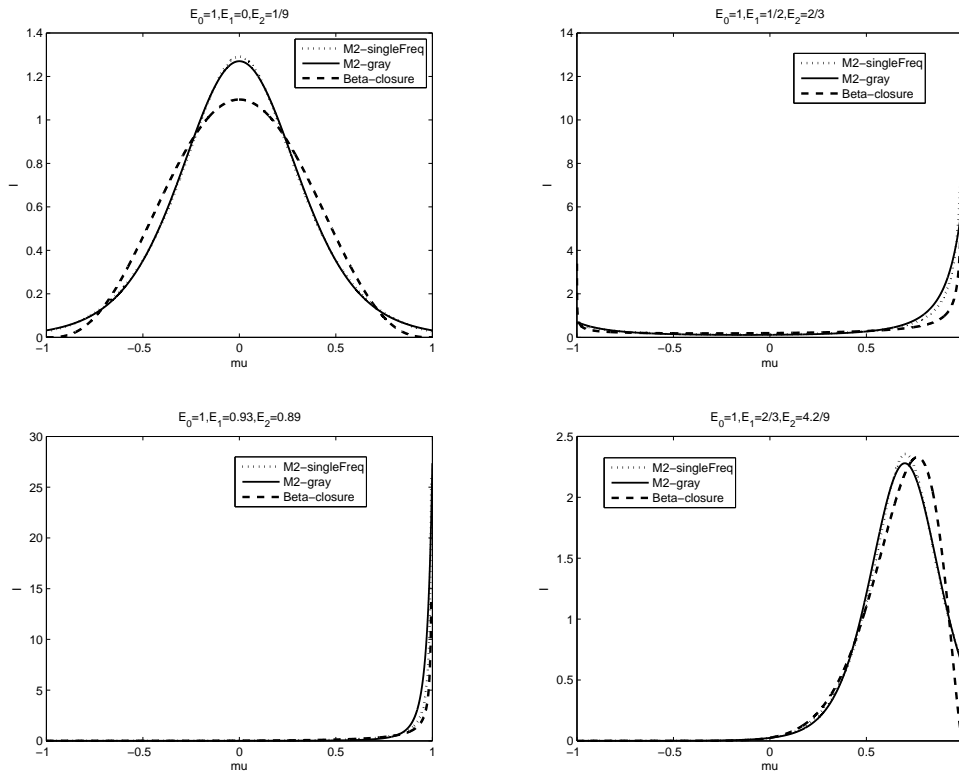 E_0=1,E_1=0,E_2=1/9
1.4
1.2
1
0.8
0.6
0.4
0.2
0
I
−1
−0.5
0
0.5
1
mu
M2−singleFreq
M2−gray
Beta−closure
E_0=1,E_1=1/2,E_2=2/3
14
12
10
8
6
4
2
0
I
−1
−0.5
0
0.5
mu
M2−singleFreq
M2−gray
Beta−closure
E_0=1,E_1=0.93,E_2=0.89
30
25
20
15
10
5
0
I
−1
−0.5
0
0.5
1
mu
M2−singleFreq
M2−gray
Beta−closure
E_0=1,E_1=2/3,E_2=4.2/9
2.5
2
1.5
1
0.5
0
I
−1
−0.5
0
0.5
mu
M2−singleFreq
M2−gray
Beta−closure